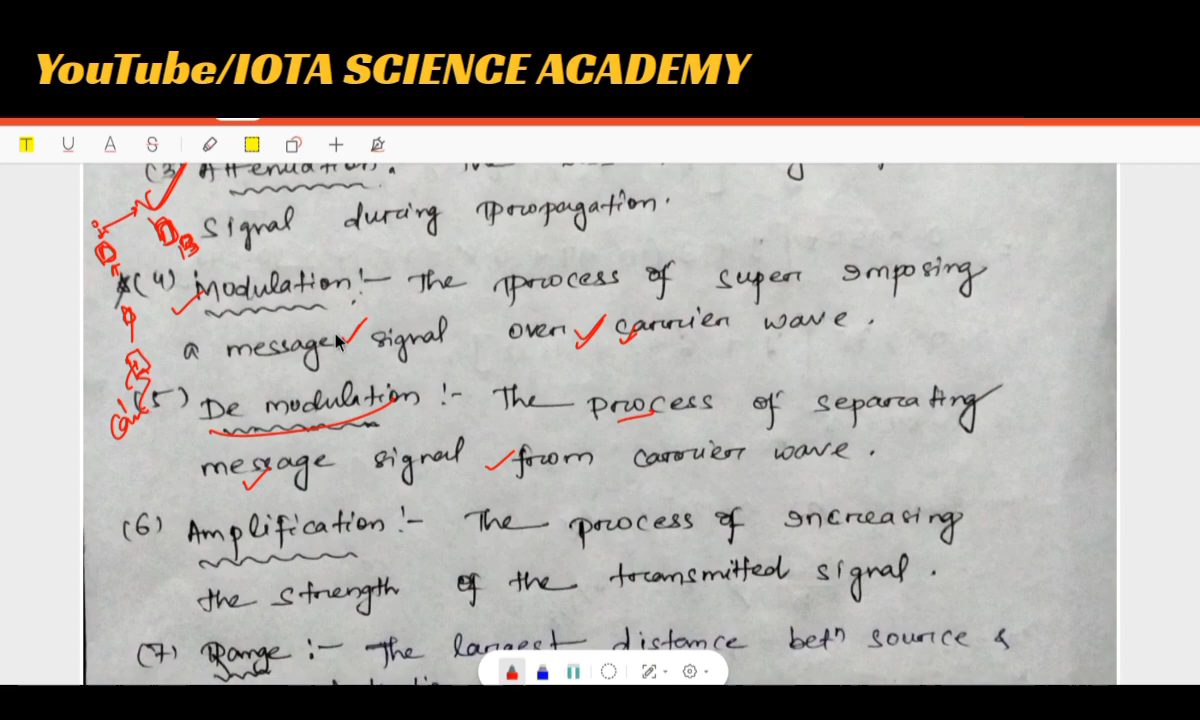 YouTube/IOTA SCIENCE ACADEMY
T U A S
(3) Attenuation.
signal during propagation.
(4) Modulation :- The process of super imposing
a message signal over carrier wave.
(5) De modulation :- The process of separating
message signal from carrier wave.
(6) Amplification :- The process of increasing
the strength of the transmitted signal.
(7) Range :- The largest distance betn source &